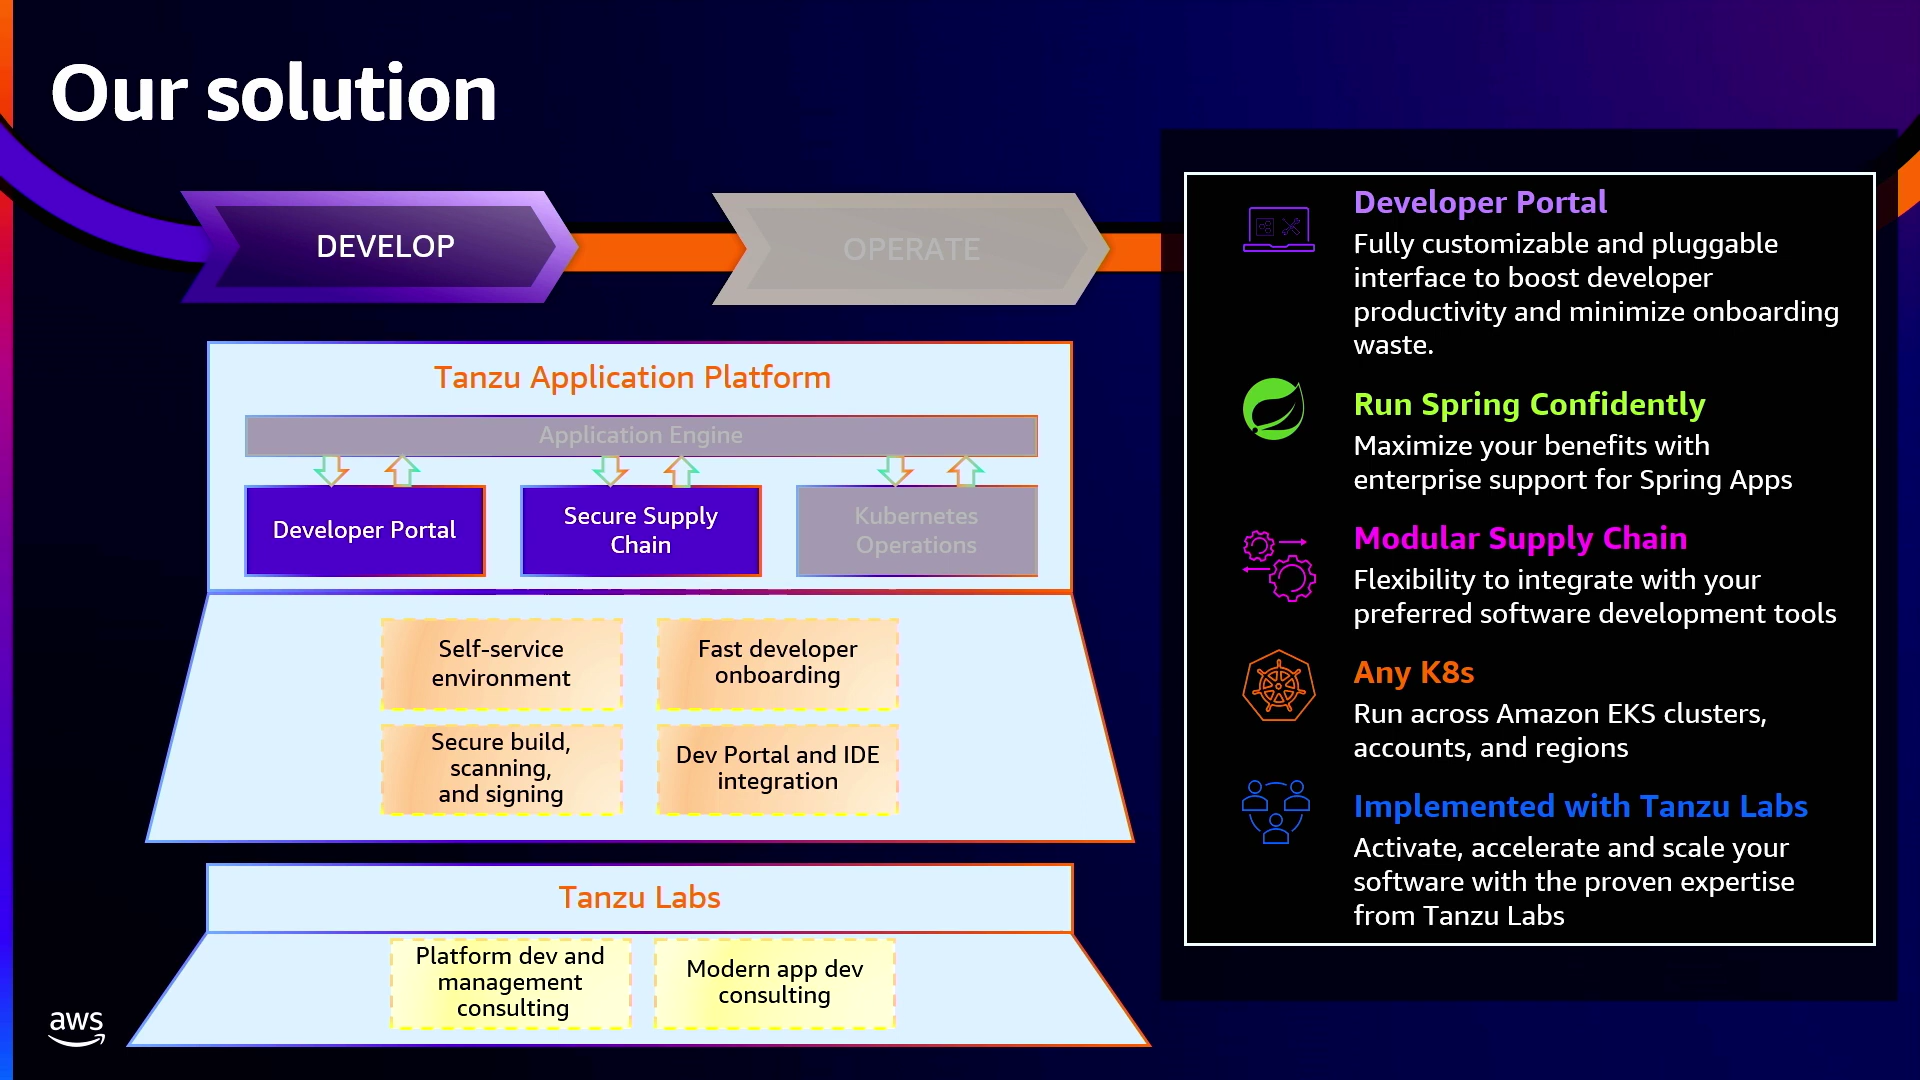 Our solution
DEVELOP
OPERATE
Tanzu Application Platform
Application Engine
Developer Portal
Secure Supply
Chain
Kubernetes
Operations
Self-service
environment
Fast developer
onboarding
Secure build,
scanning,
and signing
Dev Portal and IDE
integration
Tanzu Labs
Platform dev and
management
consulting
Modern app dev
consulting
aws
Developer Portal
Fully customizable and pluggable
interface to boost developer
productivity and minimize onboarding
waste.
Run Spring Confidently
Maximize your benefits with
enterprise support for Spring Apps
Modular Supply Chain
Flexibility to integrate with your
preferred software development tools
Any K8s
Run across Amazon EKS clusters,
accounts, and regions
Implemented with Tanzu Labs
Activate, accelerate and scale your
software with the proven expertise
from Tanzu Labs